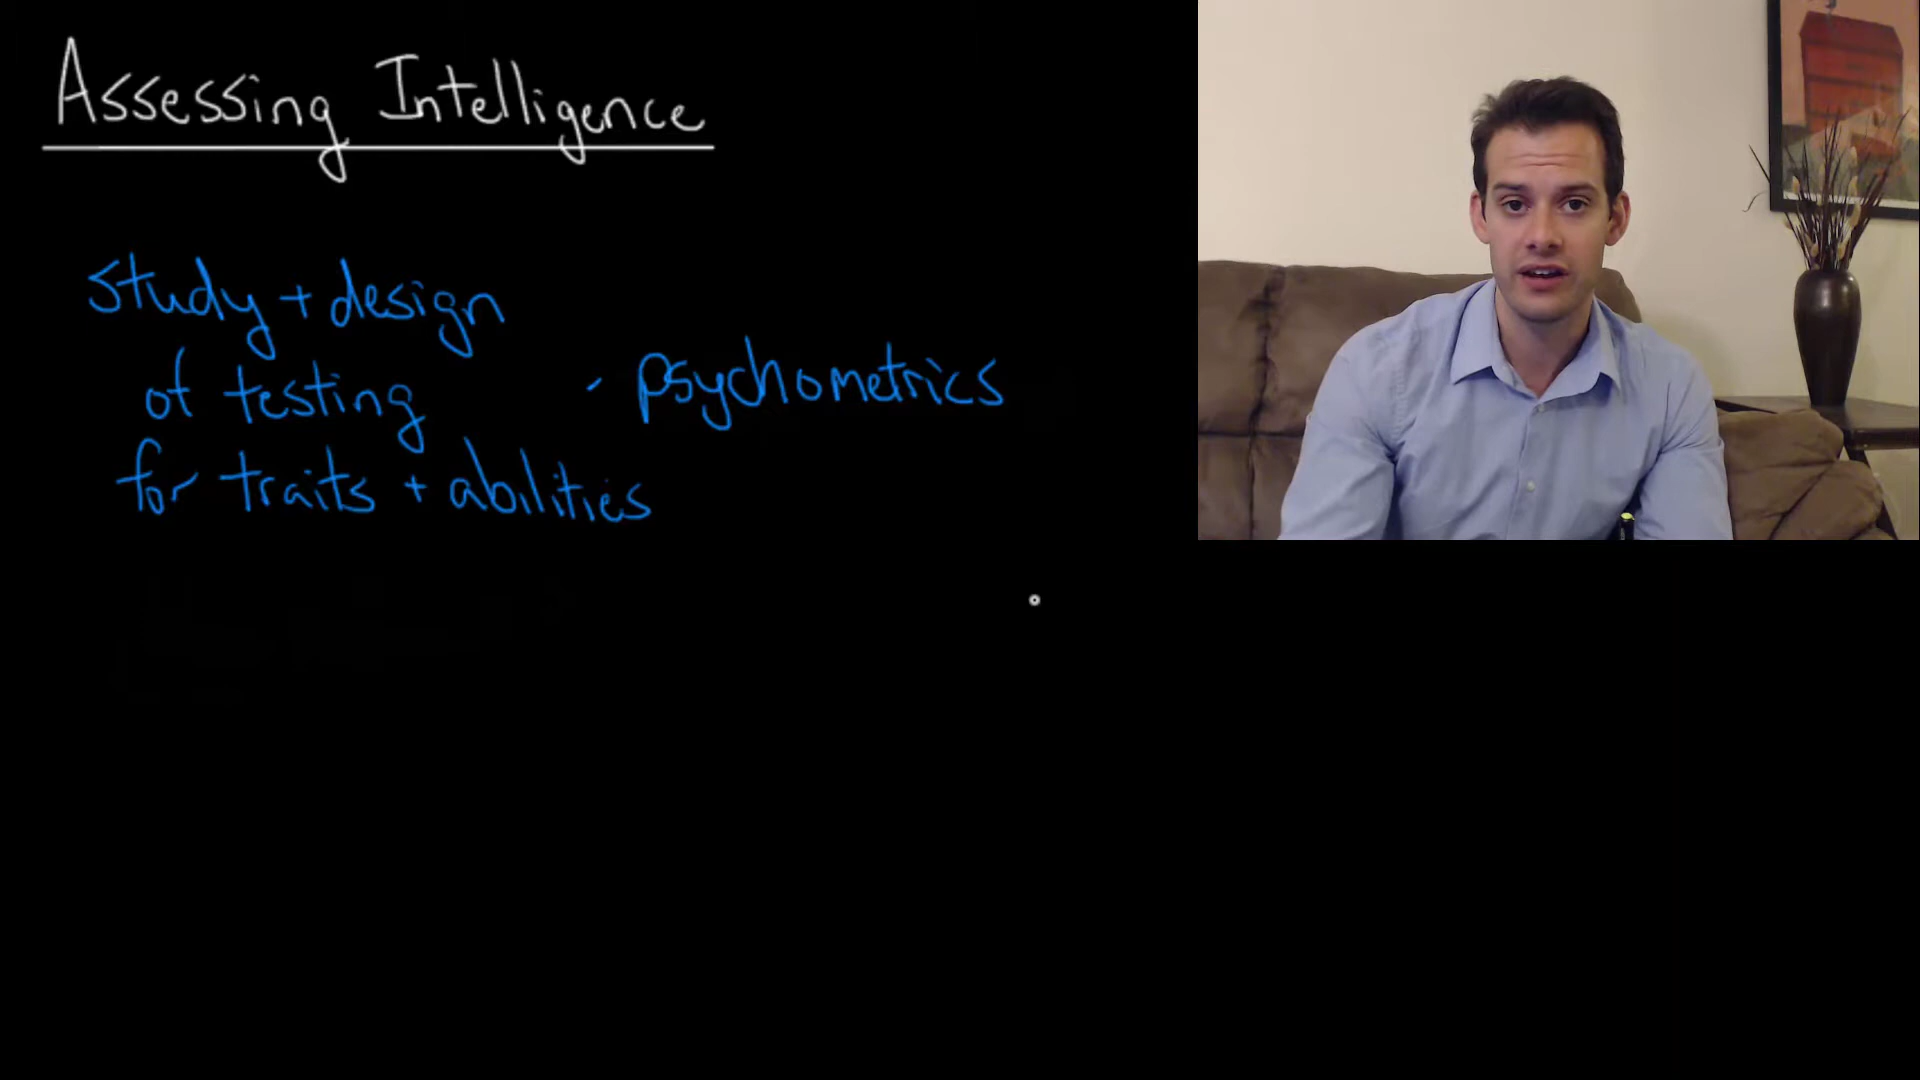 Assessing Intelligence
study + design
of testing
for traits + abilities
- psychometrics